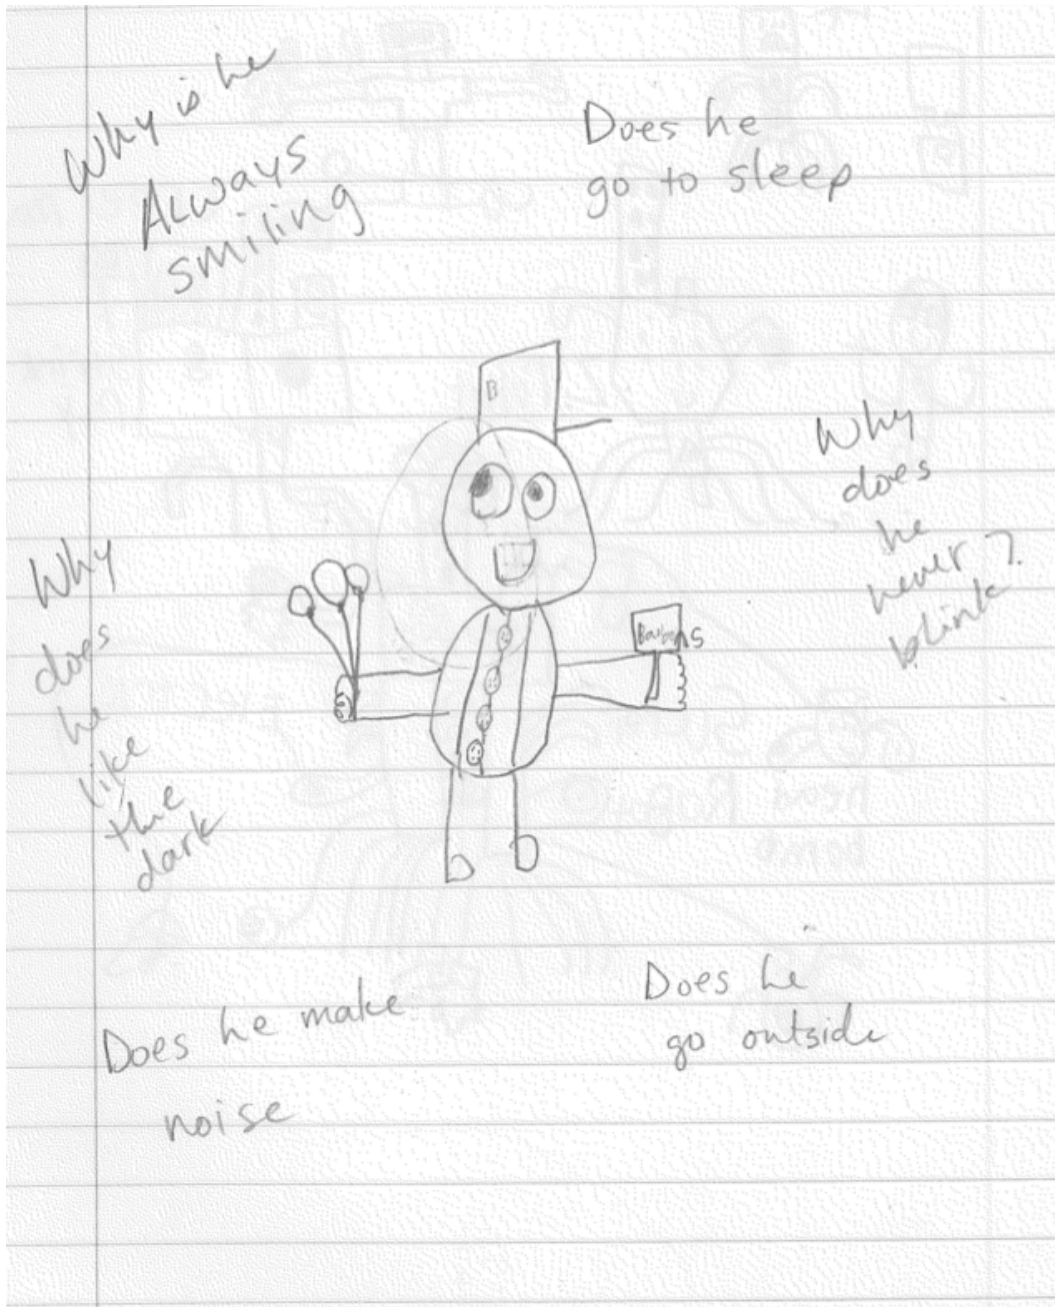 Why is he
Always
smiling
Does he
go to sleep
B
Why
does
he
never?
blink
Why
does
he
like
the
dark
Does he make
noise
Does he
go outside